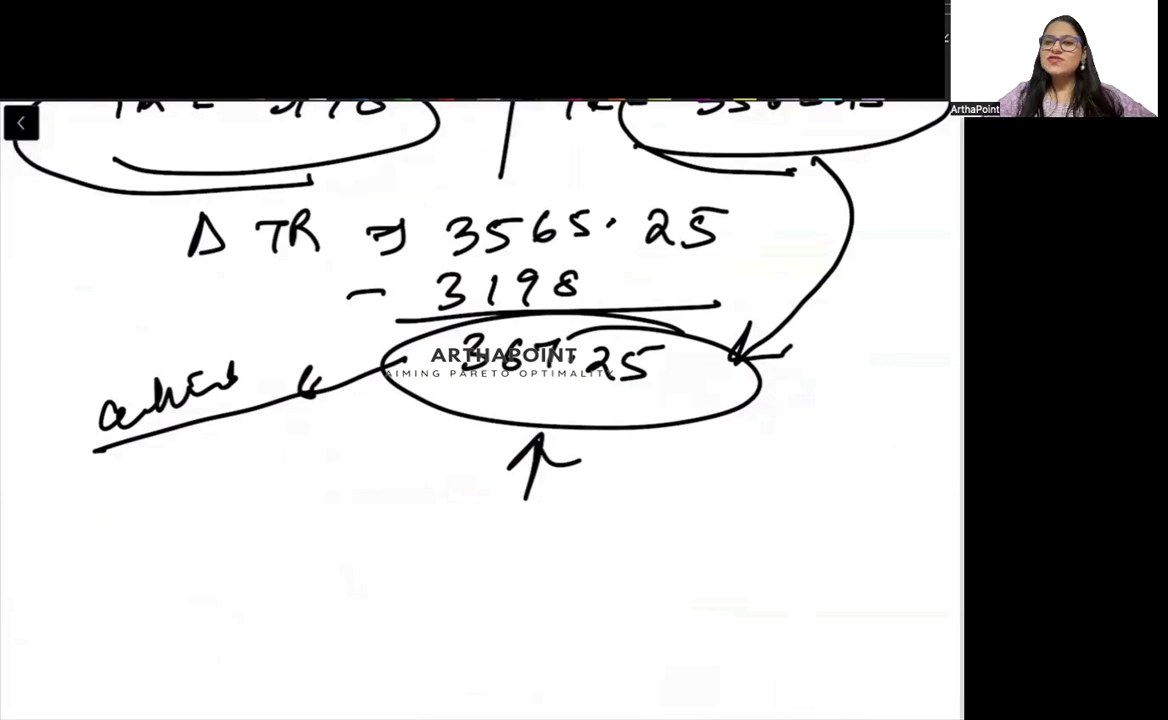 ArthaPoint
Δ TR ⇒ 3565.25
- 3198
367.25
ARTHAPOINT
AIMING PARETO OPTIMALITY